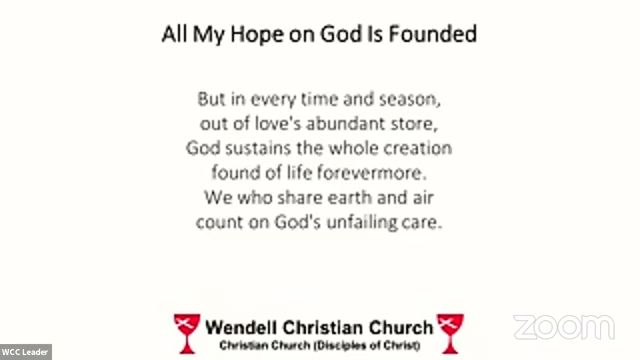 All My Hope on God Is Founded
But in every time and season,
out of love's abundant store,
God sustains the whole creation
found of life forevermore.
We who share earth and air
count on God's unfailing care.
Wendell Christian Church
Christian Church (Disciples of Christ)
WCC Leader
zoom